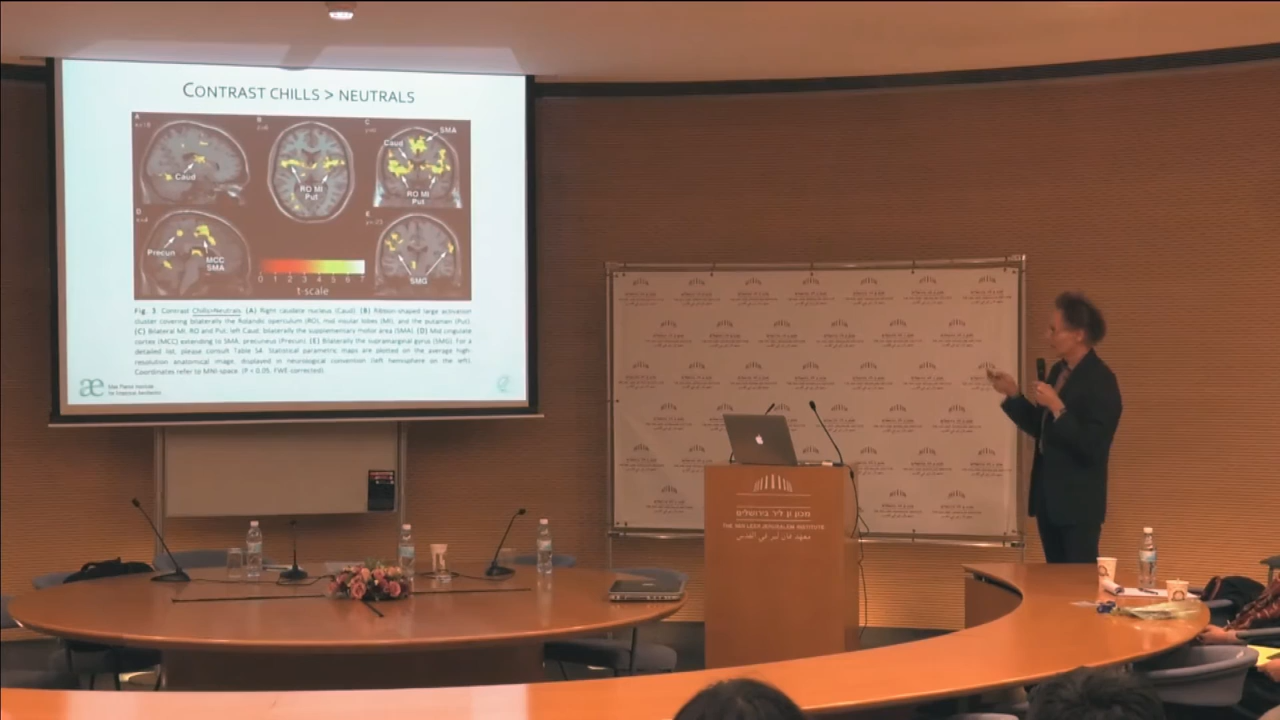 CONTRAST CHILLS > NEUTRALS
A
B
C
SMA
Caud
Caud
RO MI
Put
RO MI
Put
D
E
Precun
MCC
SMA
SMG
0 1 2 3 4 5 6 7
t-scale
Fig. 3. Contrast Chills>Neutrals. (A) Right caudate nucleus (Caud). (B) Ribbon-shaped large activation
cluster covering bilaterally the Rolandic operculum (RO), mid insular lobes (MI), and the putamen (Put).
(C) Bilateral MI, RO and Put; left Caud; bilaterally the supplementary motor area (SMA). (D) Mid cingulate
cortex (MCC) extending to SMA; precuneus (Precun). (E) Bilaterally the supramarginal gyrus (SMG). For a
detailed list, please consult Table S4. Statistical parametric maps are plotted on the average high-
resolution anatomical image, displayed in neurological convention (left hemisphere on the left).
Coordinates refer to MNI-space. (P < 0.05, FWE-corrected).
æ
Max Planck Institute
for Empirical Aesthetics
מכון ון ליר בירושלים
THE VAN LEER JERUSALEM INSTITUTE
معهد فان لير في القدس